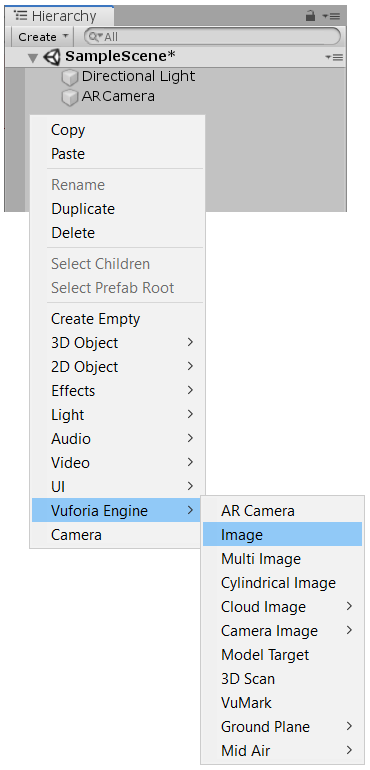 Hierarchy
Create All
SampleScene*
Directional Light
ARCamera
Copy
Paste
Rename
Duplicate
Delete
Select Children
Select Prefab Root
Create Empty
3D Object
2D Object
Effects
Light
Audio
Video
UI
Vuforia Engine
Camera
AR Camera
Image
Multi Image
Cylindrical Image
Cloud Image
Camera Image
Model Target
3D Scan
VuMark
Ground Plane
Mid Air